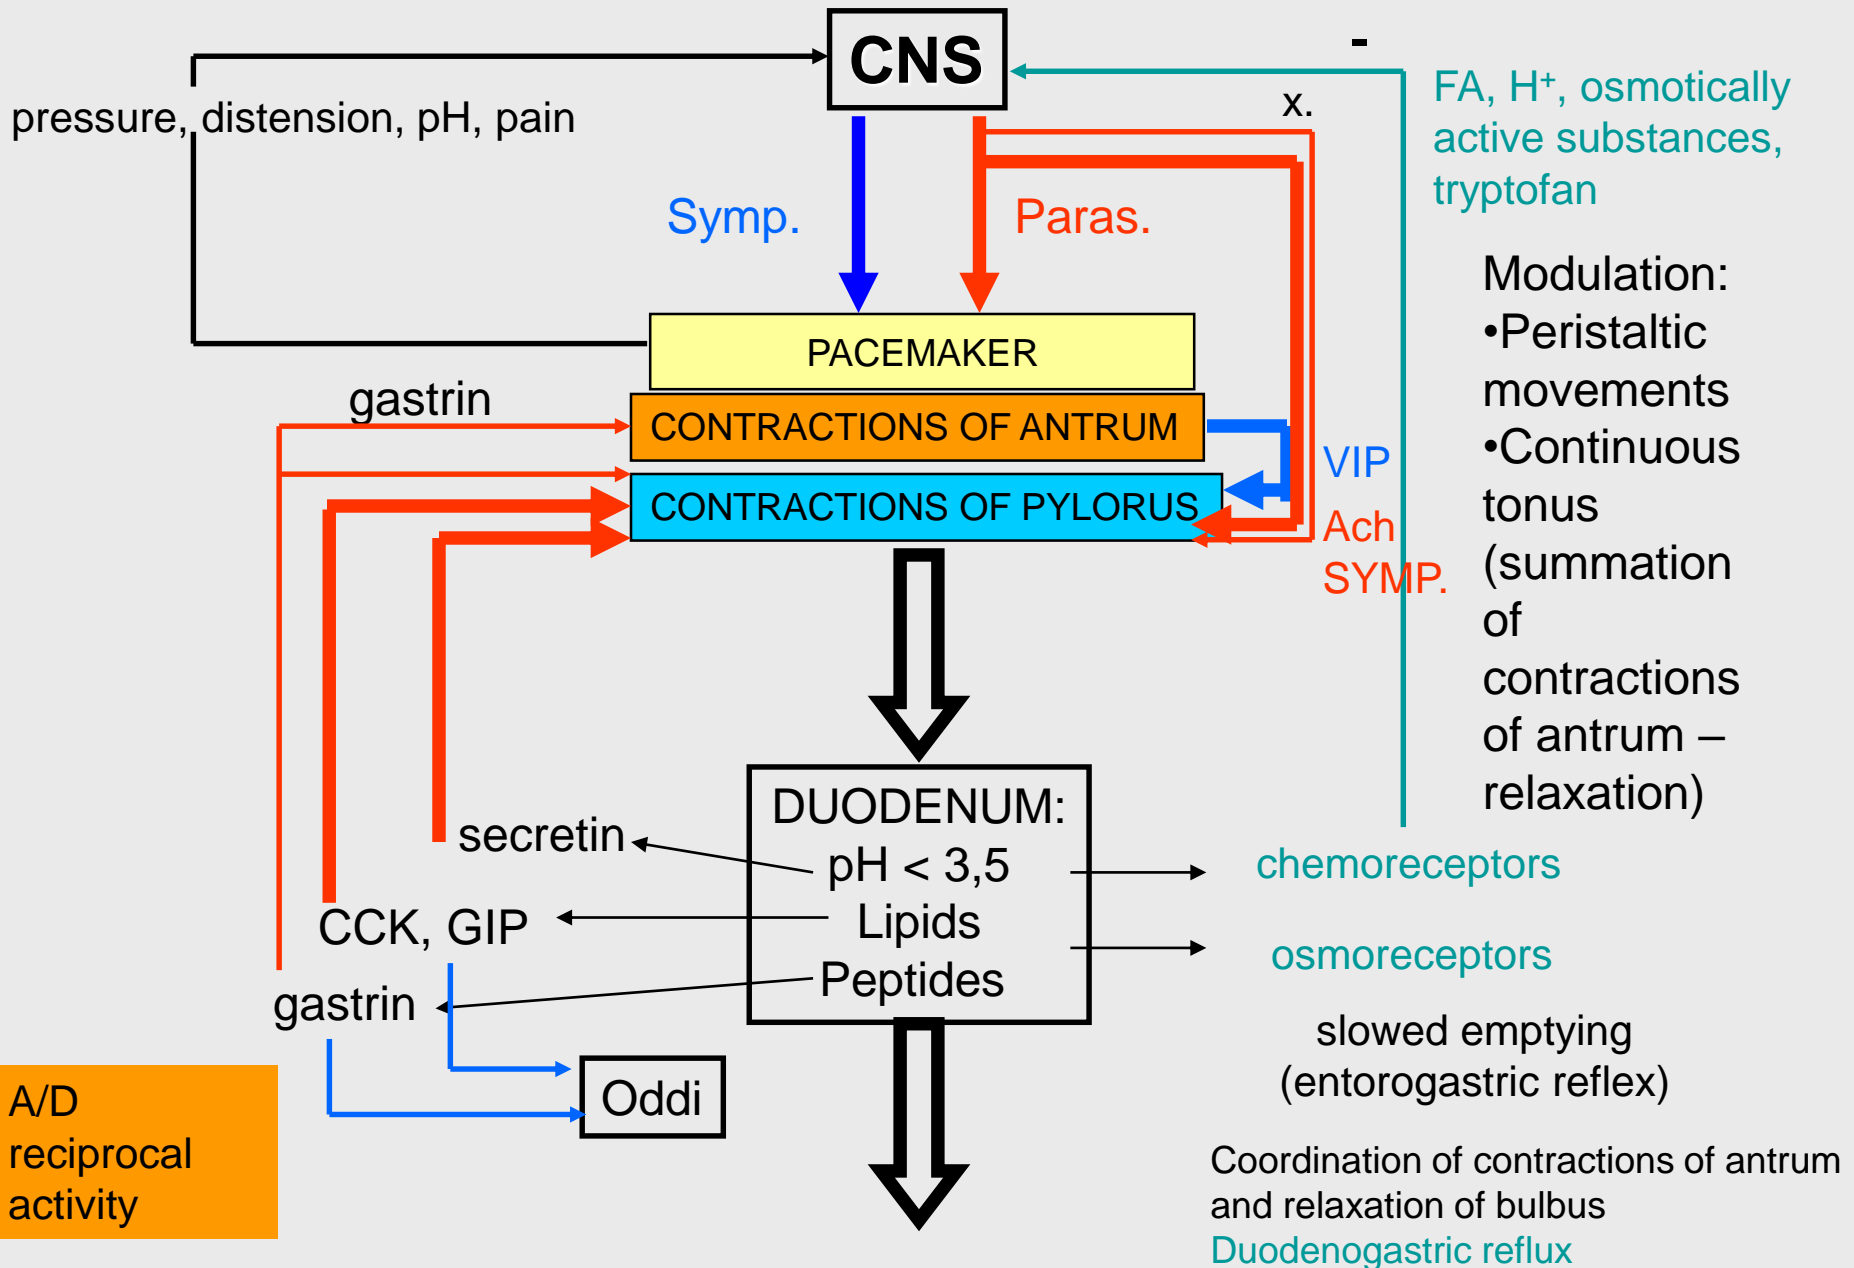 CNS
-
pressure, distension, pH, pain
x.
FA, H⁺, osmotically
active substances,
tryptofan
Symp.
Paras.
Modulation:
•Peristaltic
movements
•Continuous
tonus
(summation
of
contractions
of antrum –
relaxation)
PACEMAKER
gastrin
CONTRACTIONS OF ANTRUM
CONTRACTIONS OF PYLORUS
VIP
Ach
SYMP.
DUODENUM:
pH < 3,5
Lipids
Peptides
secretin
CCK, GIP
gastrin
Oddi
chemoreceptors
osmoreceptors
slowed emptying
(entorogastric reflex)
A/D
reciprocal
activity
Coordination of contractions of antrum
and relaxation of bulbus
Duodenogastric reflux